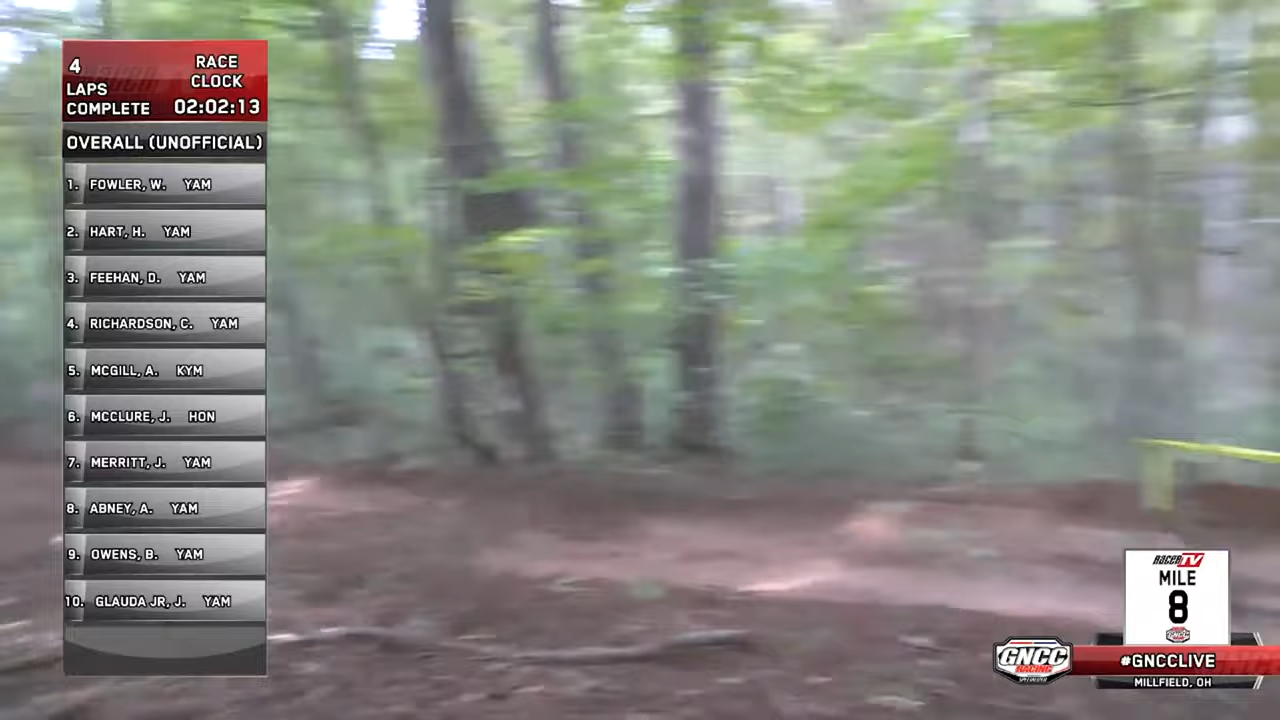 4
LAPS
COMPLETE
RACE
CLOCK
02:02:13
OVERALL (UNOFFICIAL)
1. FOWLER, W. YAM
2. HART, H. YAM
3. FEEHAN, D. YAM
4. RICHARDSON, C. YAM
5. MCGILL, A. KYM
6. MCCLURE, J. HON
7. MERRITT, J. YAM
8. ABNEY, A. YAM
9. OWENS, B. YAM
10. GLAUDA JR, J. YAM
RACER TV
MILE
8
GNCC
RACING
#GNCCLIVE
MILLFIELD, OH